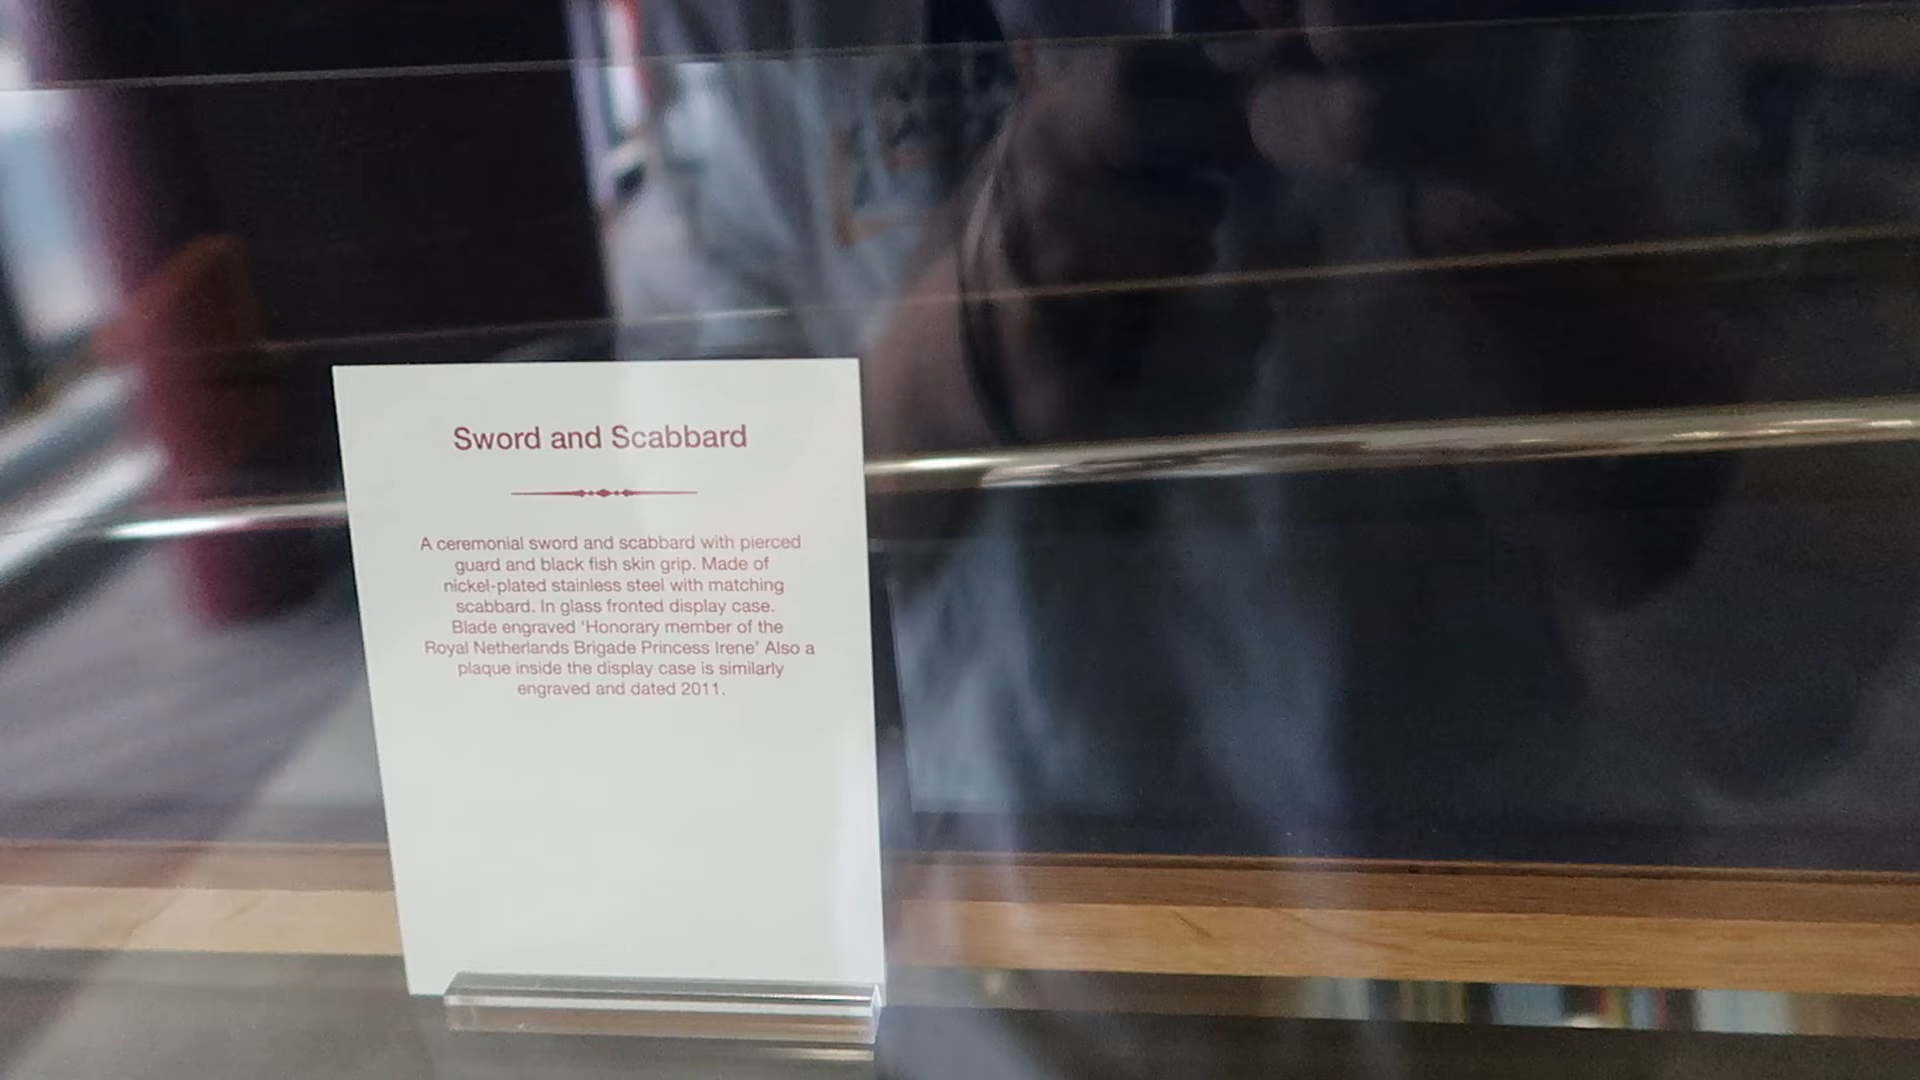 Sword and Scabbard
A ceremonial sword and scabbard with pierced
guard and black fish skin grip. Made of
nickel-plated stainless steel with matching
scabbard. In glass fronted display case.
Blade engraved ‘Honorary member of the
Royal Netherlands Brigade Princess Irene’ Also a
plaque inside the display case is similarly
engraved and dated 2011.